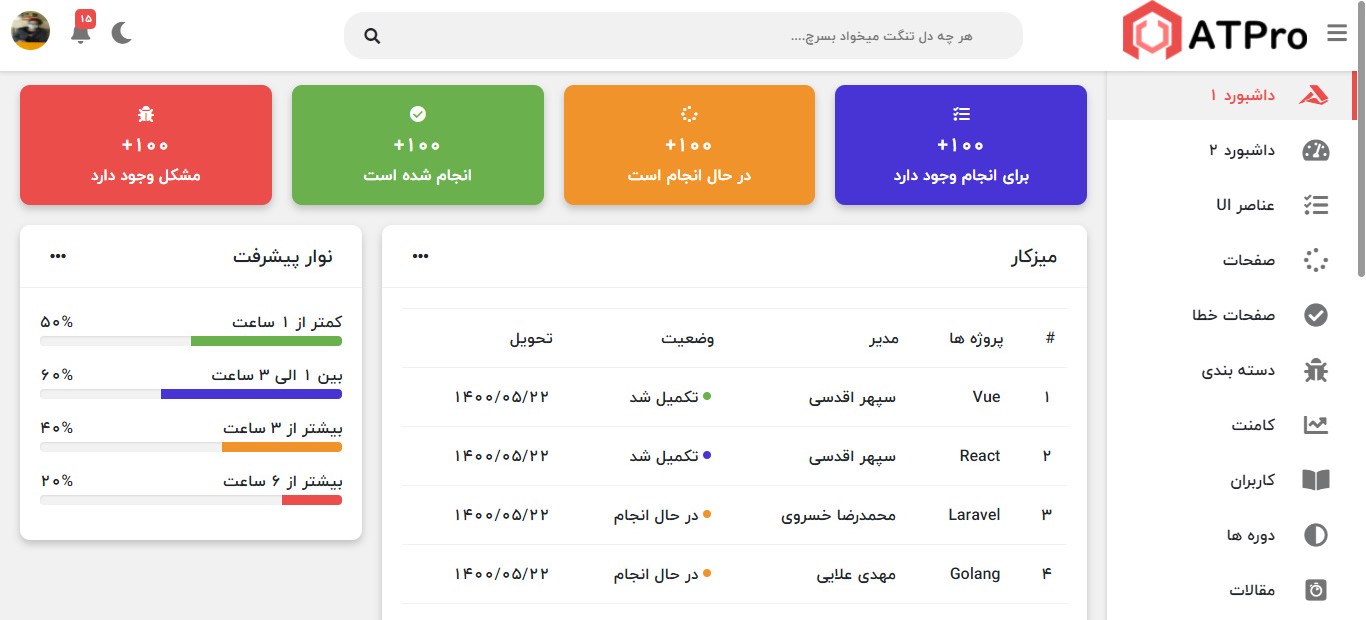 ATPro
هر چه دل تنگت میخواد بسرچ....
۱۵
داشبورد ۱
داشبورد ۲
عناصر UI
صفحات
صفحات خطا
دسته بندی
کامنت
کاربران
دوره ها
مقالات
+۱۰۰
برای انجام وجود دارد
+۱۰۰
در حال انجام است
+۱۰۰
انجام شده است
+۱۰۰
مشکل وجود دارد
میزکار
# پروژه ها مدیر وضعیت تحویل
۱ Vue سپهر اقدسی تکمیل شد ۱۴۰۰/۰۵/۲۲
۲ React سپهر اقدسی تکمیل شد ۱۴۰۰/۰۵/۲۲
۳ Laravel محمدرضا خسروی در حال انجام ۱۴۰۰/۰۵/۲۲
۴ Golang مهدی علایی در حال انجام ۱۴۰۰/۰۵/۲۲
نوار پیشرفت
کمتر از ۱ ساعت ۵۰%
بین ۱ الی ۳ ساعت ۶۰%
بیشتر از ۳ ساعت ۴۰%
بیشتر از ۶ ساعت ۲۰%